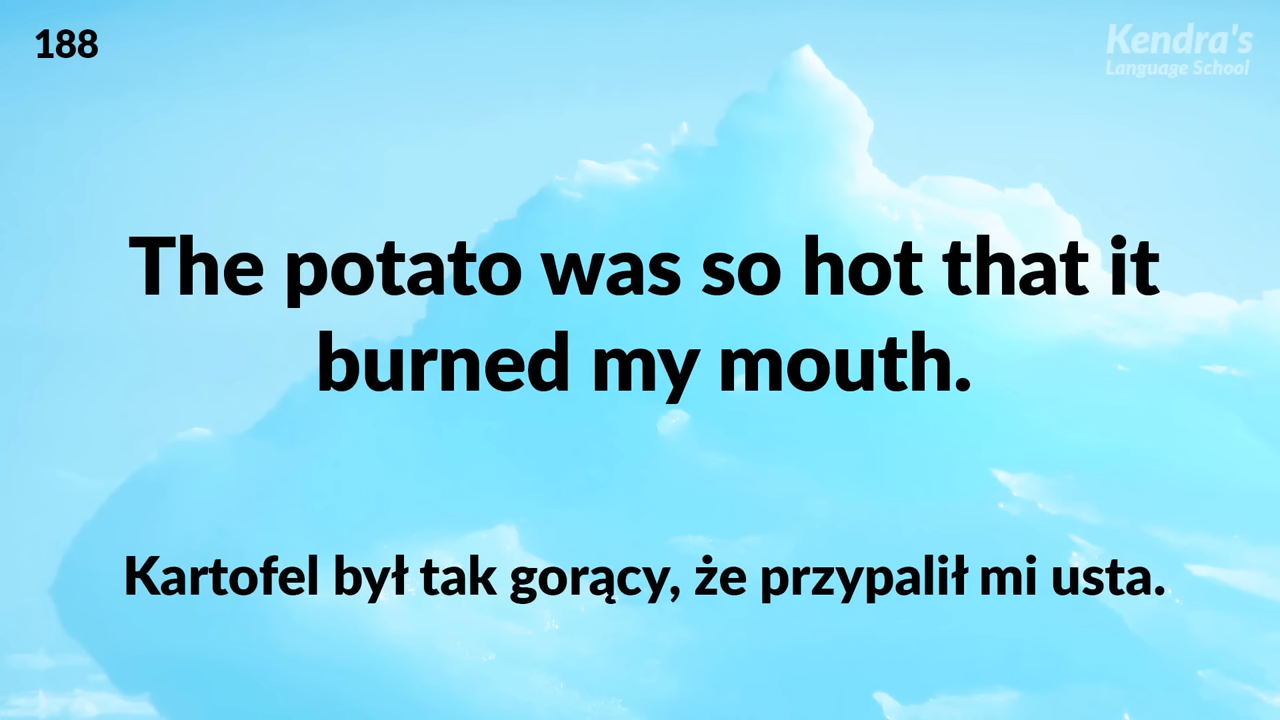 188
Kendra's
Language School
The potato was so hot that it
burned my mouth.
Kartofel był tak gorący, że przypalił mi usta.